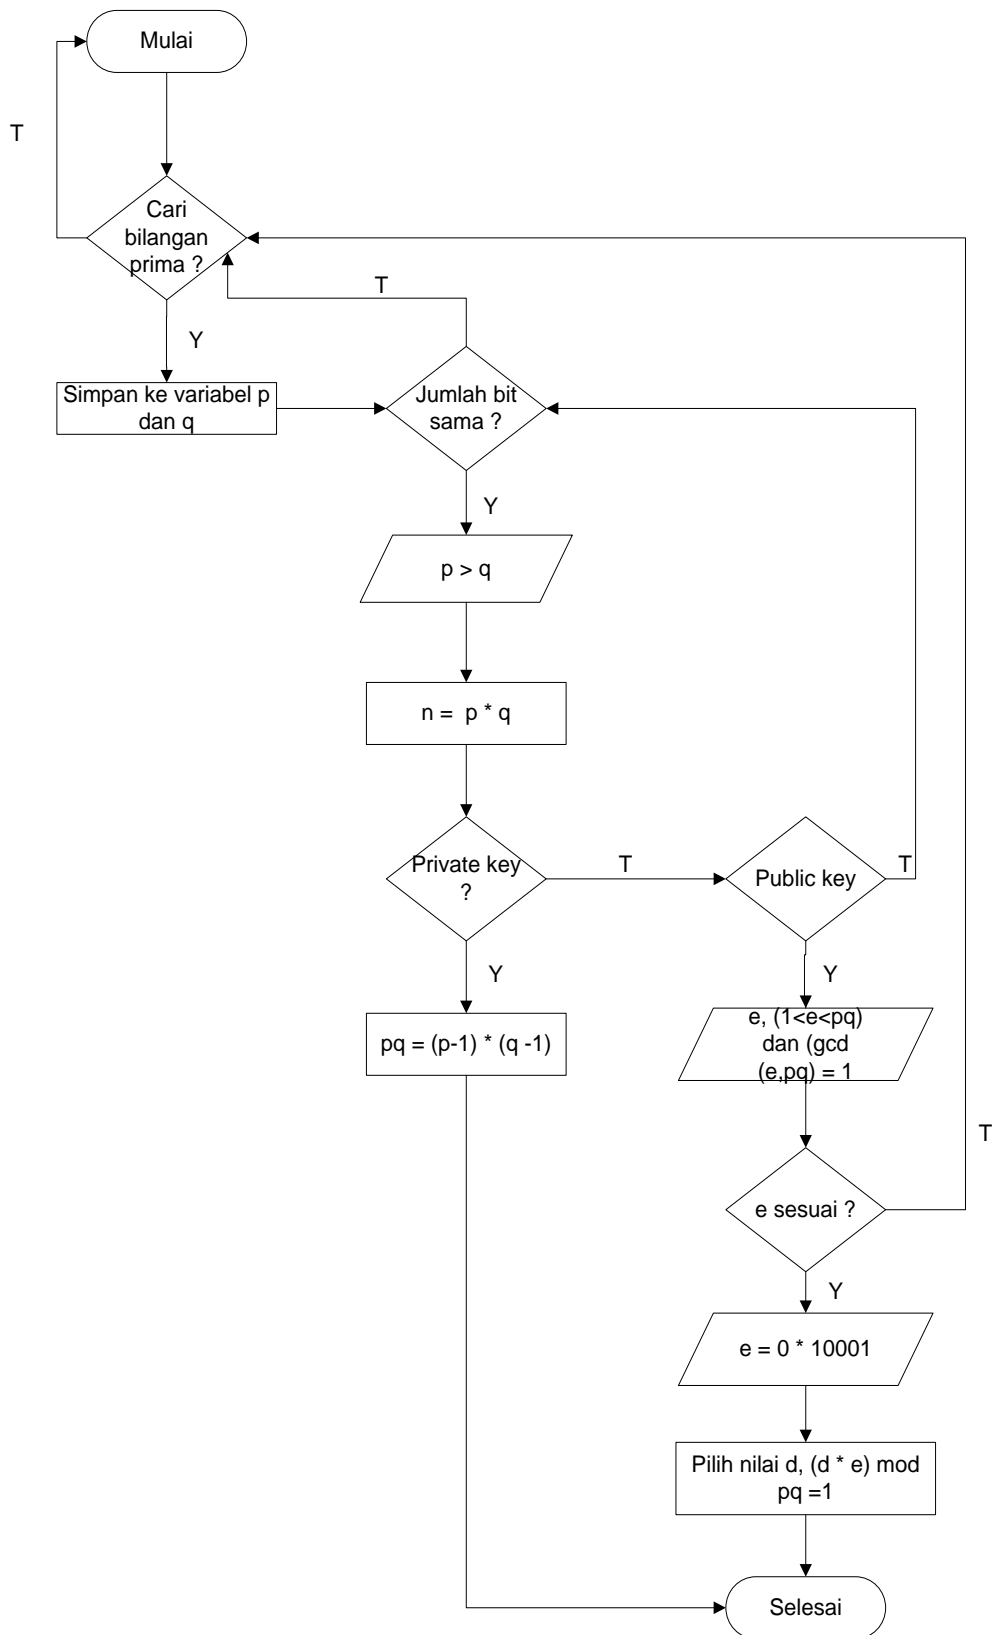 Mulai
T
Cari
bilangan
prima ?
T
Y
Simpan ke variabel p
dan q
Jumlah bit
sama ?
Y
p > q
n =  p * q
Private key
?
T
Public key
T
Y
Y
pq = (p-1) * (q -1)
e, (1<e<pq)
dan (gcd
(e,pq) = 1
T
e sesuai ?
Y
e = 0 * 10001
Pilih nilai d, (d * e) mod
pq =1
Selesai